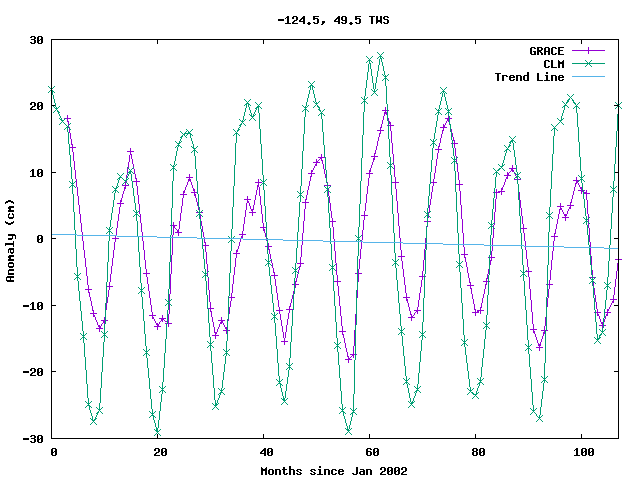 -124.5, 49.5 TWS
30
20
10
0
-10
-20
-30
Anomaly (cm)
GRACE
CLM
Trend Line
0 20 40 60 80 100
Months since Jan 2002